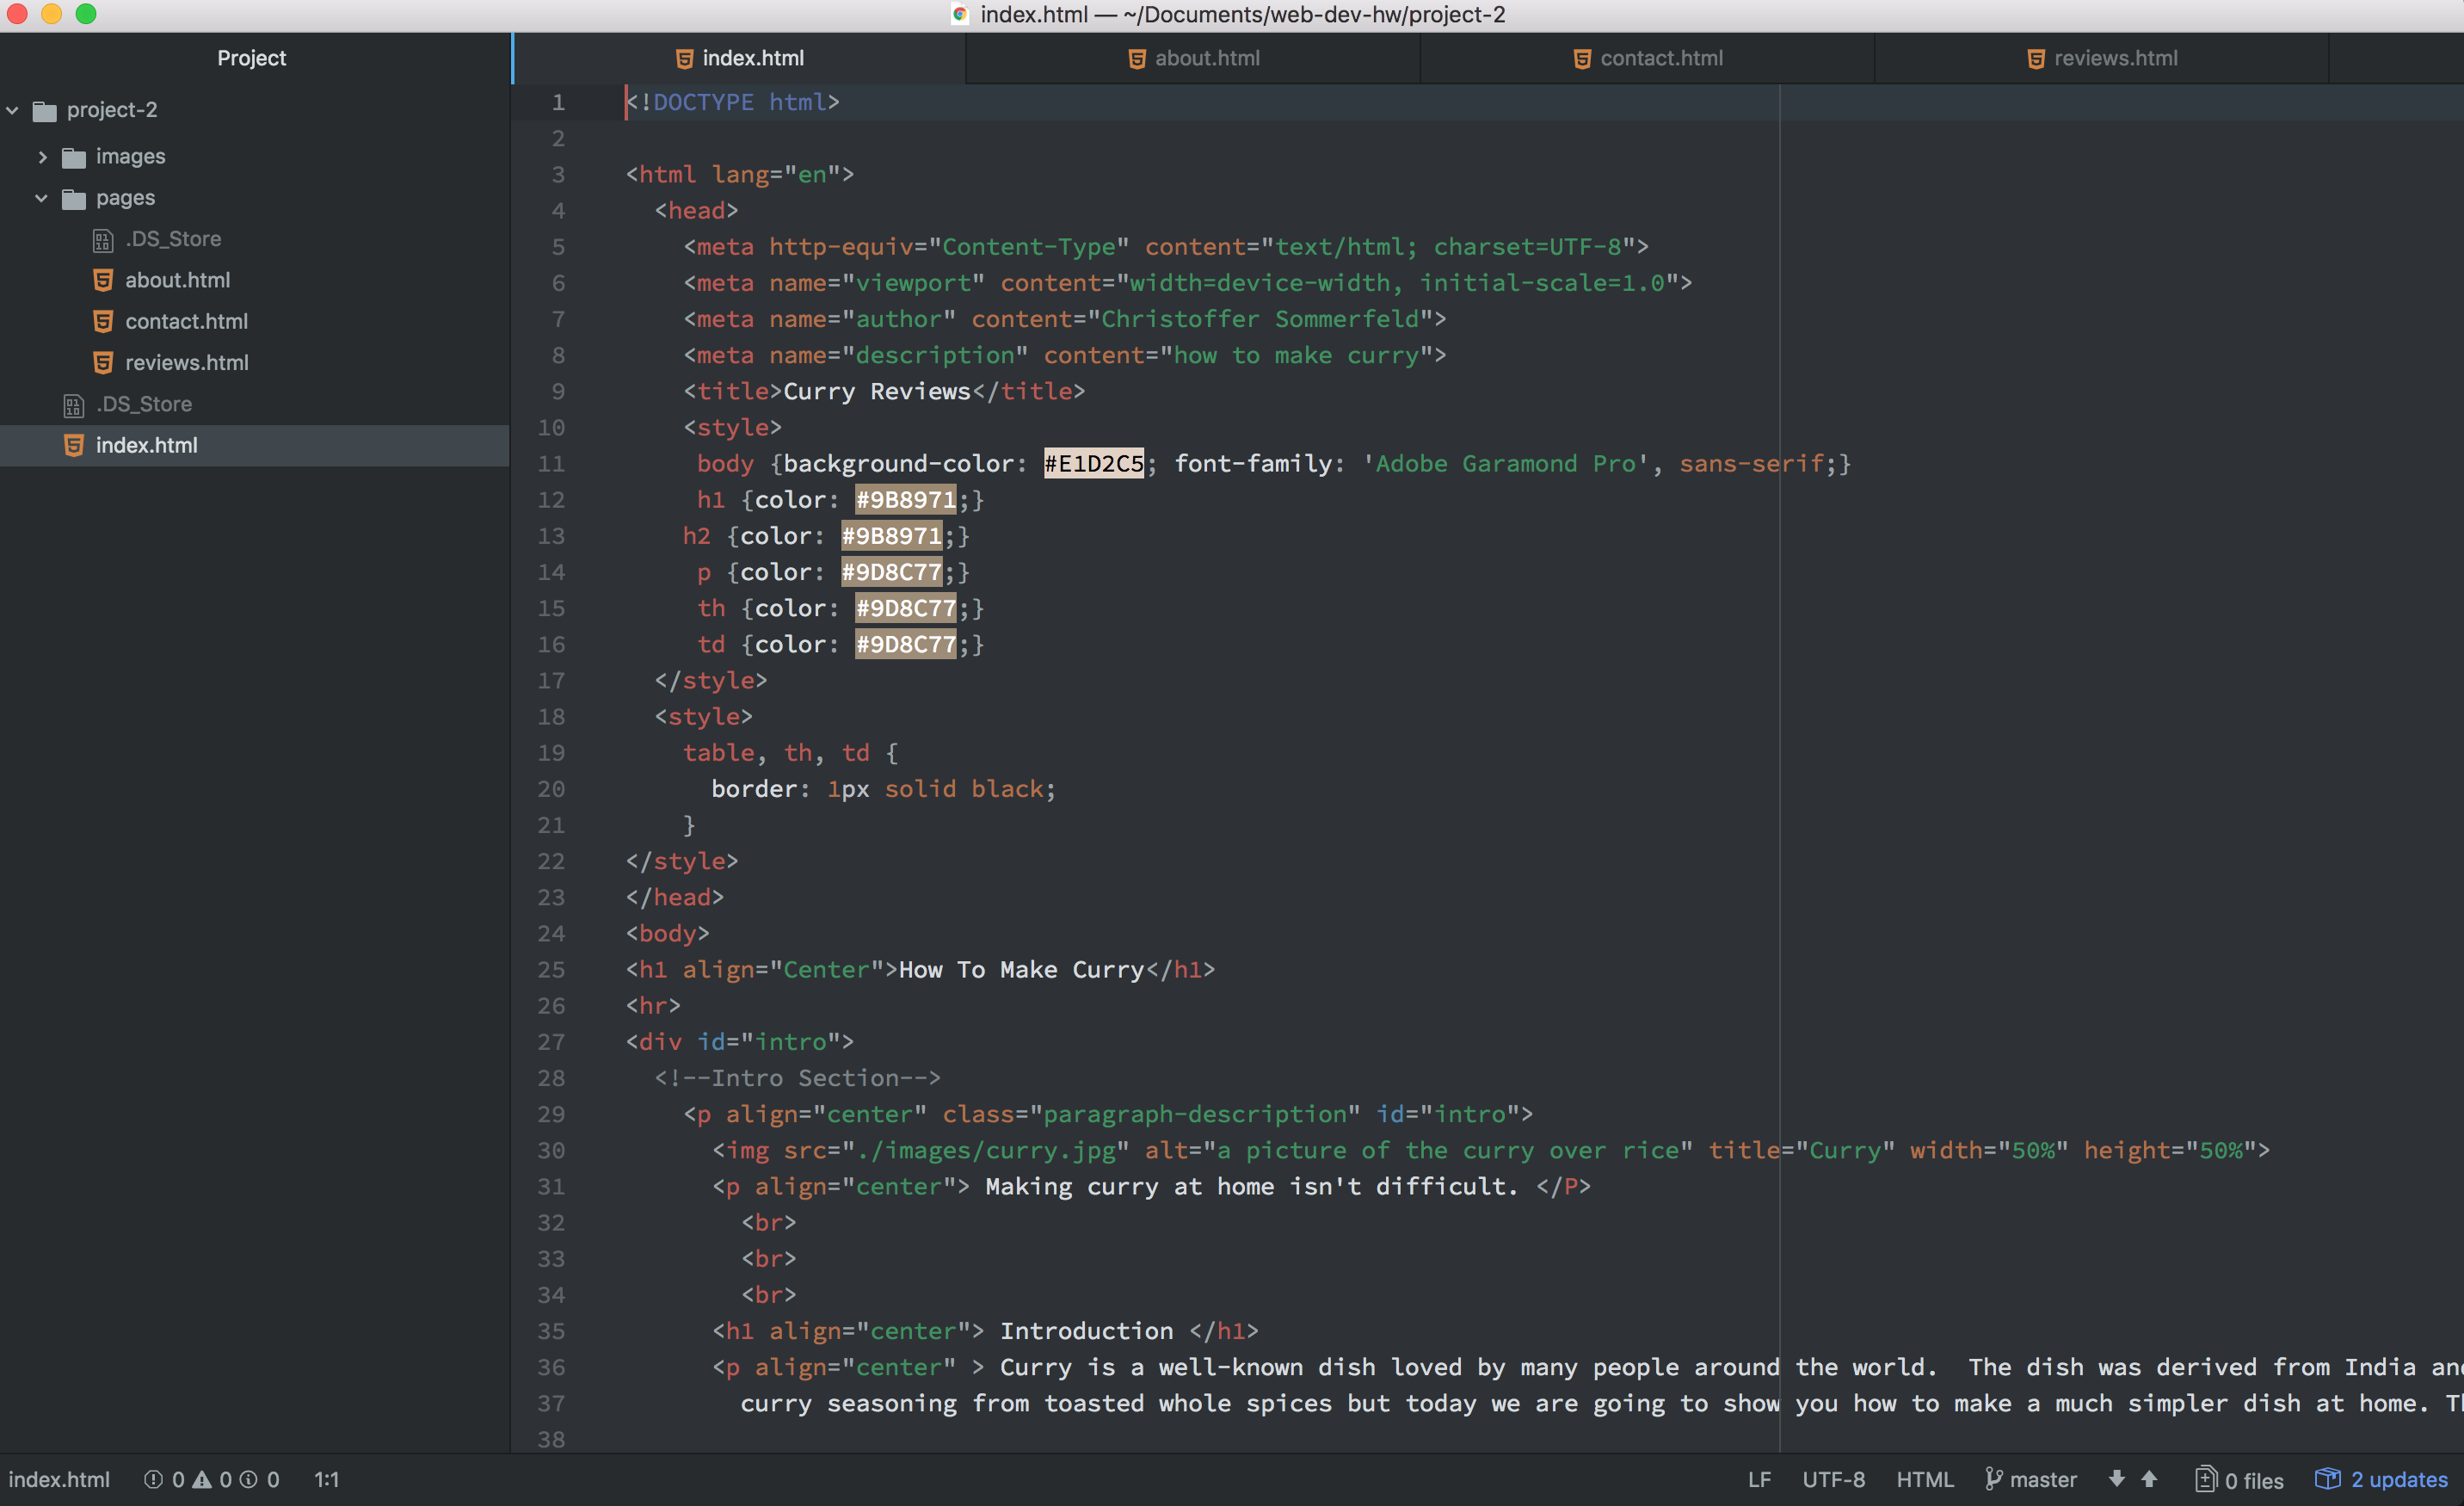 index.html — ~/Documents/web-dev-hw/project-2
Project
project-2
images
pages
.DS_Store
about.html
contact.html
reviews.html
.DS_Store
index.html
index.html about.html contact.html reviews.html
1 <!DOCTYPE html>
2
3 <html lang="en">
4 <head>
5 <meta http-equiv="Content-Type" content="text/html; charset=UTF-8">
6 <meta name="viewport" content="width=device-width, initial-scale=1.0">
7 <meta name="author" content="Christoffer Sommerfeld">
8 <meta name="description" content="how to make curry">
9 <title>Curry Reviews</title>
10 <style>
11 body {background-color: #E1D2C5; font-family: 'Adobe Garamond Pro', sans-serif;}
12 h1 {color: #9B8971;}
13 h2 {color: #9B8971;}
14 p {color: #9D8C77;}
15 th {color: #9D8C77;}
16 td {color: #9D8C77;}
17 </style>
18 <style>
19 table, th, td {
20 border: 1px solid black;
21 }
22 </style>
23 </head>
24 <body>
25 <h1 align="Center">How To Make Curry</h1>
26 <hr>
27 <div id="intro">
28 <!--Intro Section-->
29 <p align="center" class="paragraph-description" id="intro">
30 <img src="./images/curry.jpg" alt="a picture of the curry over rice" title="Curry" width="50%" height="50%">
31 <p align="center"> Making curry at home isn't difficult. </P>
32 <br>
33 <br>
34 <br>
35 <h1 align="center"> Introduction </h1>
36 <p align="center" > Curry is a well-known dish loved by many people around the world.  The dish was derived from India and
37 curry seasoning from toasted whole spices but today we are going to show you how to make a much simpler dish at home.
38
index.html 0 0 0 1:1 LF UTF-8 HTML master 0 files 2 updates